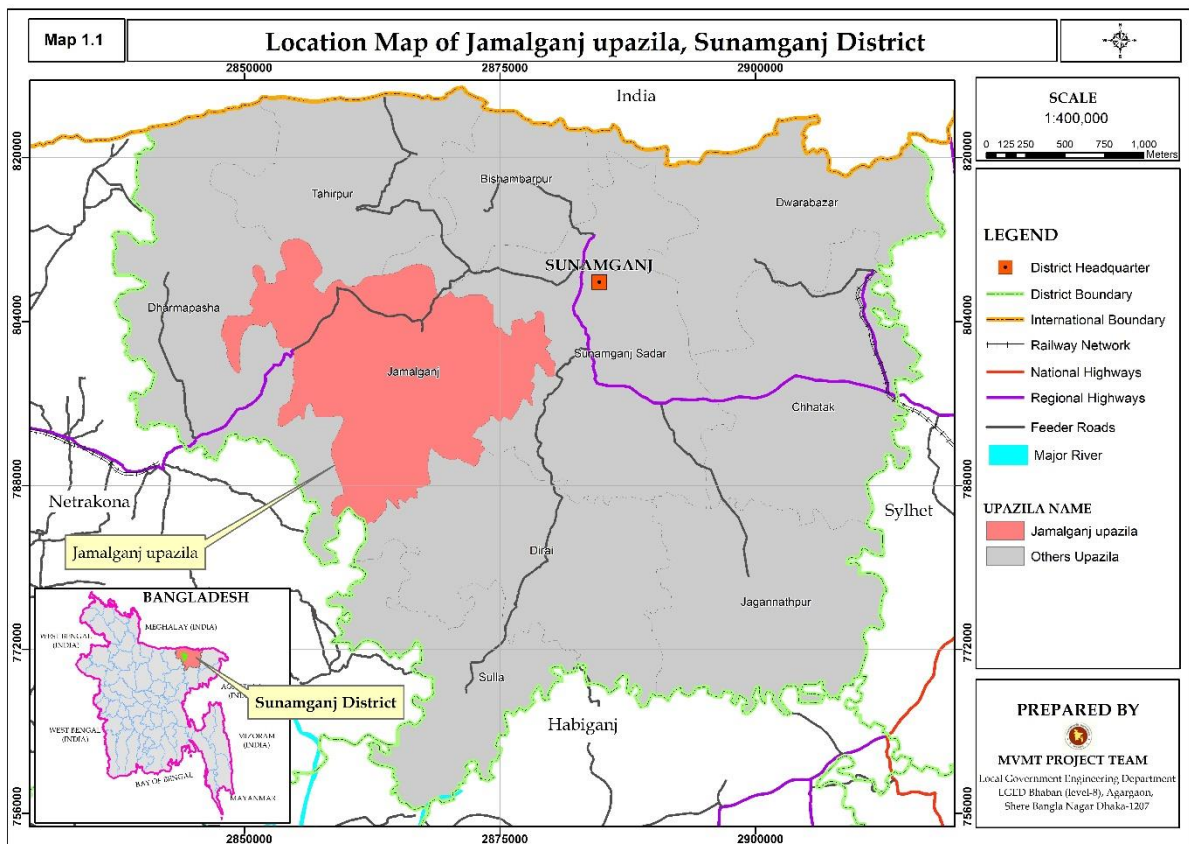 Map 1.1
Location Map of Jamalganj upazila, Sunamganj District
2850000
2875000
2900000
India
820000
820000
Bishambarpur
Tahirpur
Dwarabazar
SUNAMGANJ
Dharmapasha
804000
804000
Sunamganj Sadar
Jamalganj
Chhatak
788000
788000
Netrakona
Sylhet
Jamalganj upazila
Dirai
Jagannathpur
772000
772000
Sulla
Habiganj
756000
756000
2850000
2875000
2900000
BANGLADESH
MEGHALAY (INDIA)
WEST BENGAL
(INDIA)
Sunamganj District
WEST BENGAL
(INDIA)
MIZORAM
(INDIA)
BAY OF BENGAL
MAYANMAR
SCALE
1:400,000
0 125 250 500 750 1,000
Meters
LEGEND
District Headquarter
District Boundary
International Boundary
Railway Network
National Highways
Regional Highways
Feeder Roads
Major River
UPAZILA NAME
Jamalganj upazila
Others Upazila
PREPARED BY
MVMT PROJECT TEAM
Local Government Engineering Department
LGED Bhaban (level-8), Agargaon,
Shere Bangla Nagar Dhaka-1207